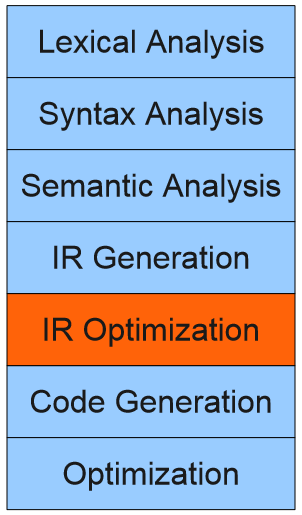 Lexical Analysis
Syntax Analysis
Semantic Analysis
IR Generation
IR Optimization
Code Generation
Optimization